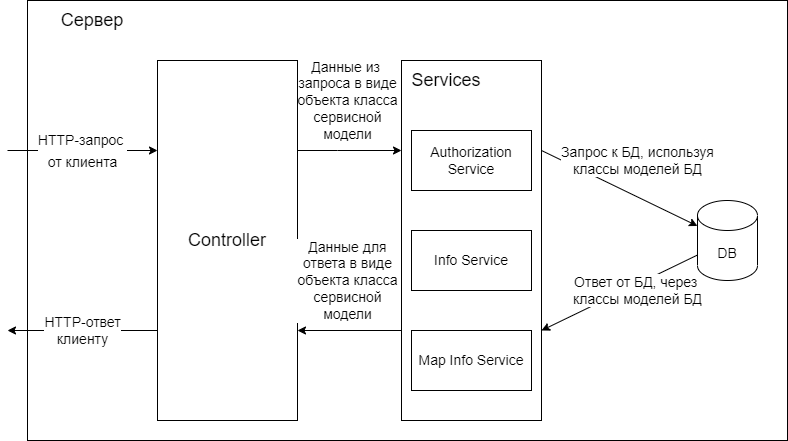 Сервер
HTTP-запрос
от клиента
Controller
Данные из
запроса в виде
объекта класса
сервисной
модели
Services
Authorization
Service
Запрос к БД, используя
классы моделей БД
DB
Info Service
Данные для
ответа в виде
объекта класса
сервисной
модели
Ответ от БД, через
классы моделей БД
HTTP-ответ
клиенту
Map Info Service